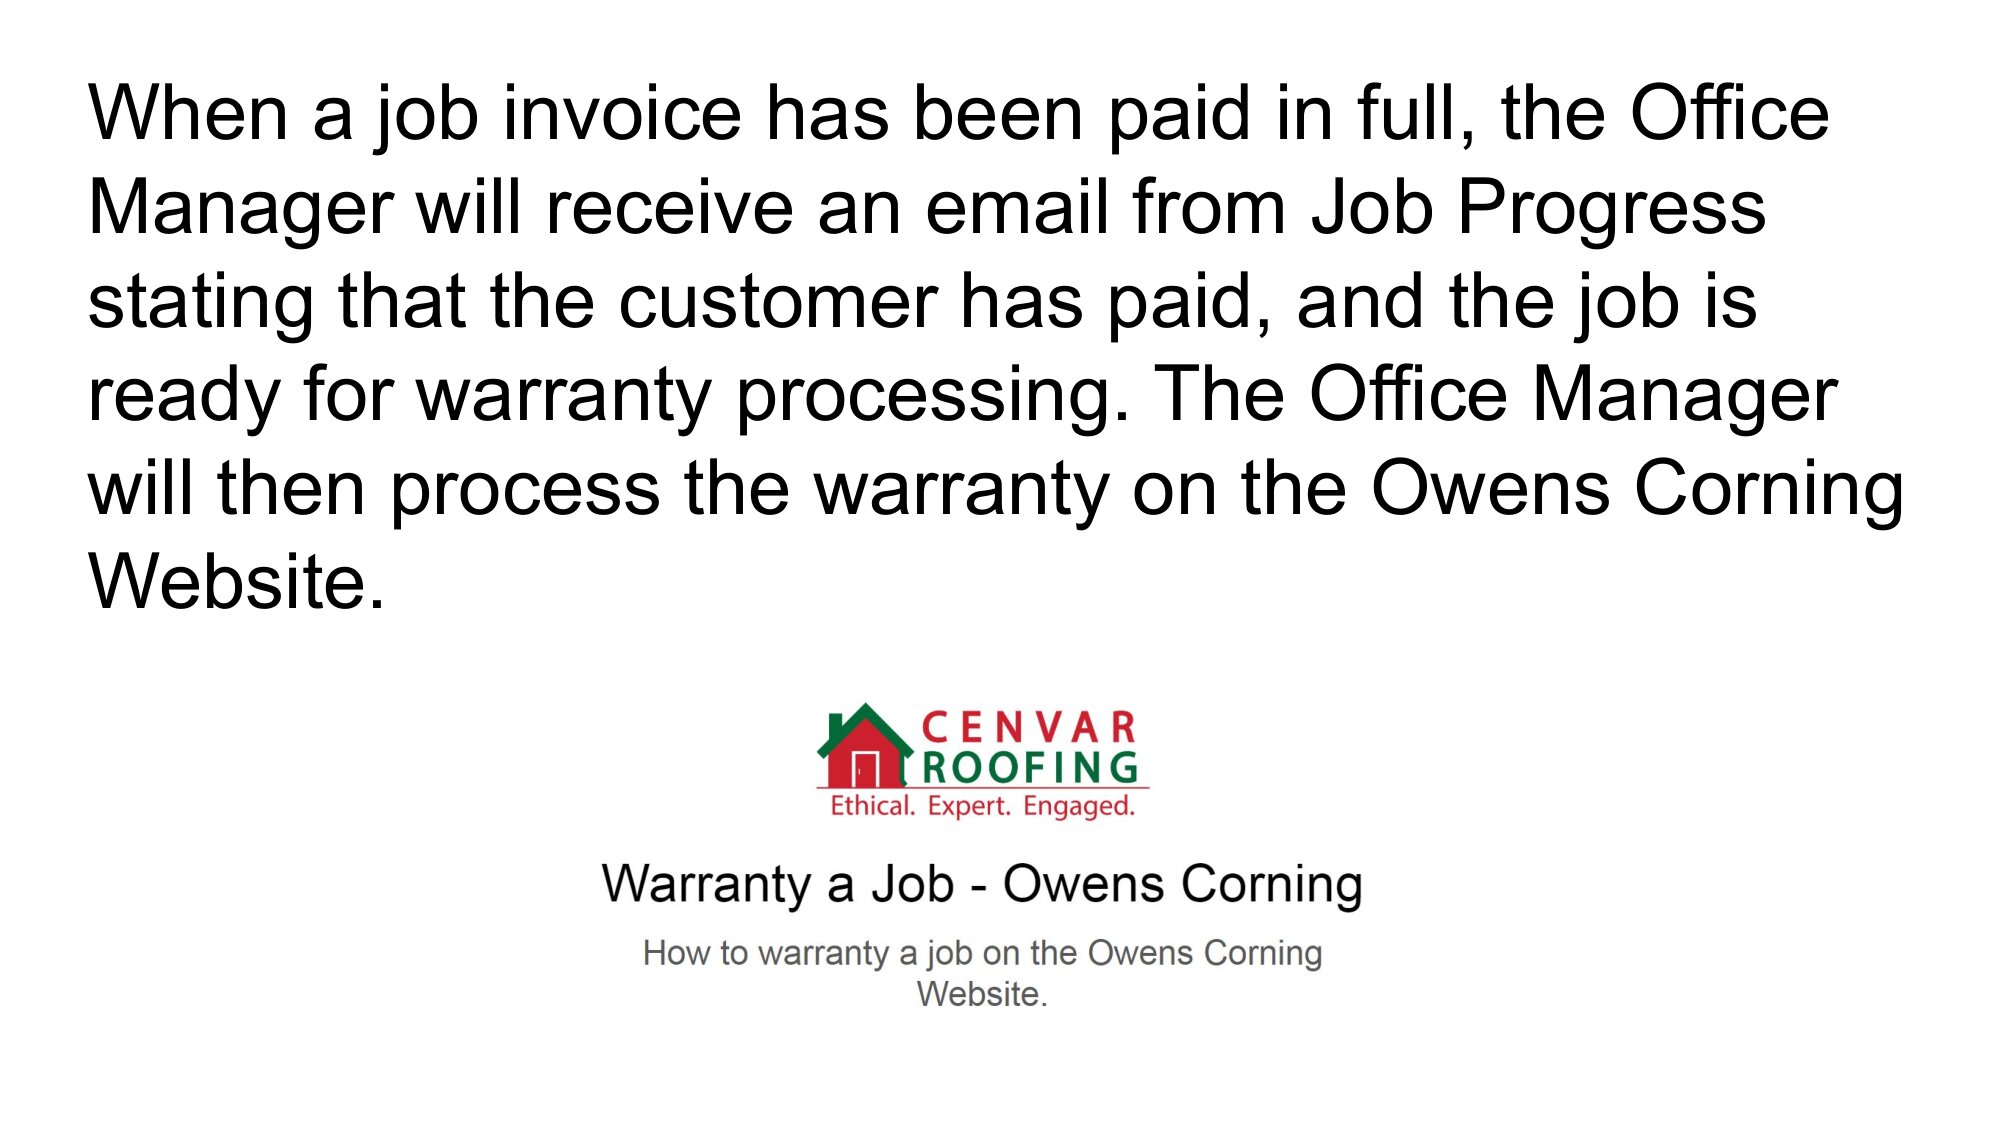 When a job invoice has been paid in full, the Office
Manager will receive an email from Job Progress
stating that the customer has paid, and the job is
ready for warranty processing. The Office Manager
will then process the warranty on the Owens Corning
Website.
CENVAR
ROOFING
Ethical. Expert. Engaged.
Warranty a Job - Owens Corning
How to warranty a job on the Owens Corning
Website.